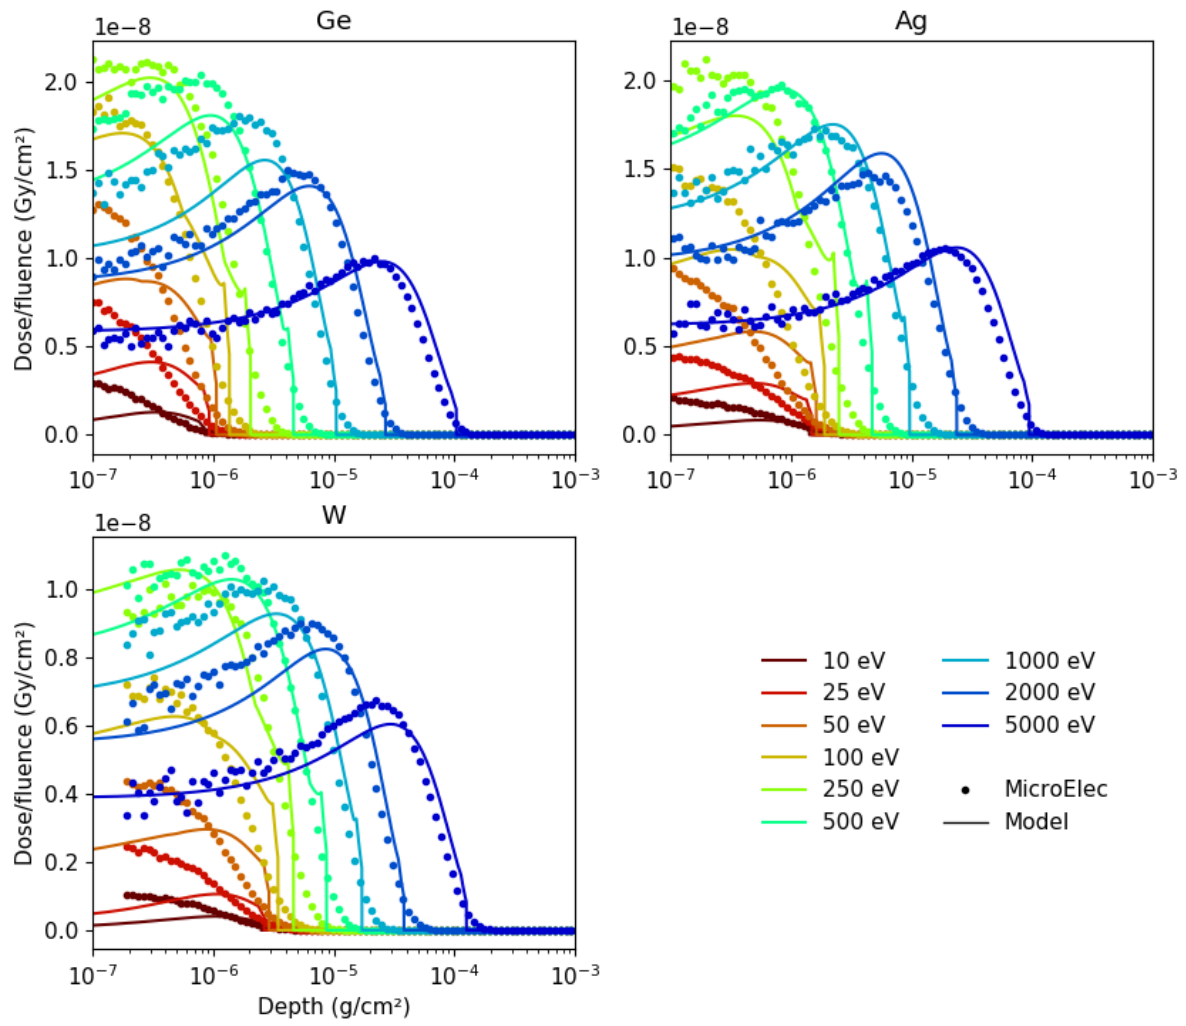 Ge
1e−8
Dose/fluence (Gy/cm²)
2.0
1.5
1.0
0.5
0.0
10⁻⁷ 10⁻⁶ 10⁻⁵ 10⁻⁴ 10⁻³
Ag
1e−8
2.0
1.5
1.0
0.5
0.0
10⁻⁷ 10⁻⁶ 10⁻⁵ 10⁻⁴ 10⁻³
W
1e−8
Dose/fluence (Gy/cm²)
1.0
0.8
0.6
0.4
0.2
0.0
10⁻⁷ 10⁻⁶ 10⁻⁵ 10⁻⁴ 10⁻³
Depth (g/cm²)
10 eV
25 eV
50 eV
100 eV
250 eV
500 eV
1000 eV
2000 eV
5000 eV
MicroElec
Model